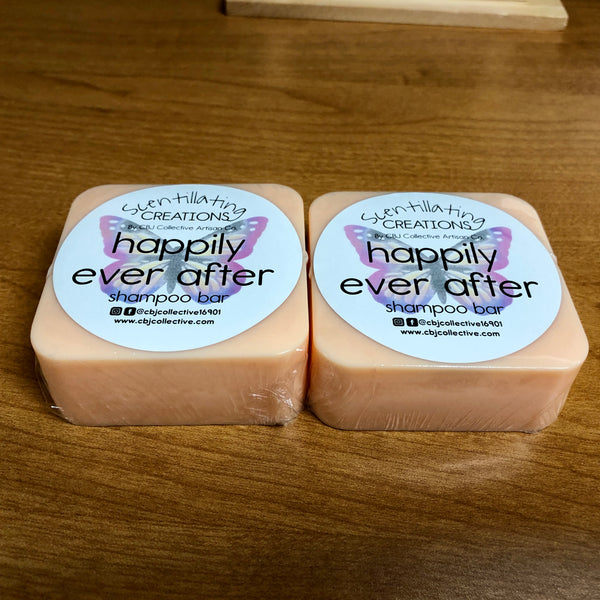 Scentillating
CREATIONS
By CBJ Collective Artisan Co.
happily
ever after
shampoo bar
@cbjcollective16901
www.cbjcollective.com
Scentillating
CREATIONS
By CBJ Collective Artisan Co.
happily
ever after
shampoo bar
@cbjcollective16901
www.cbjcollective.com